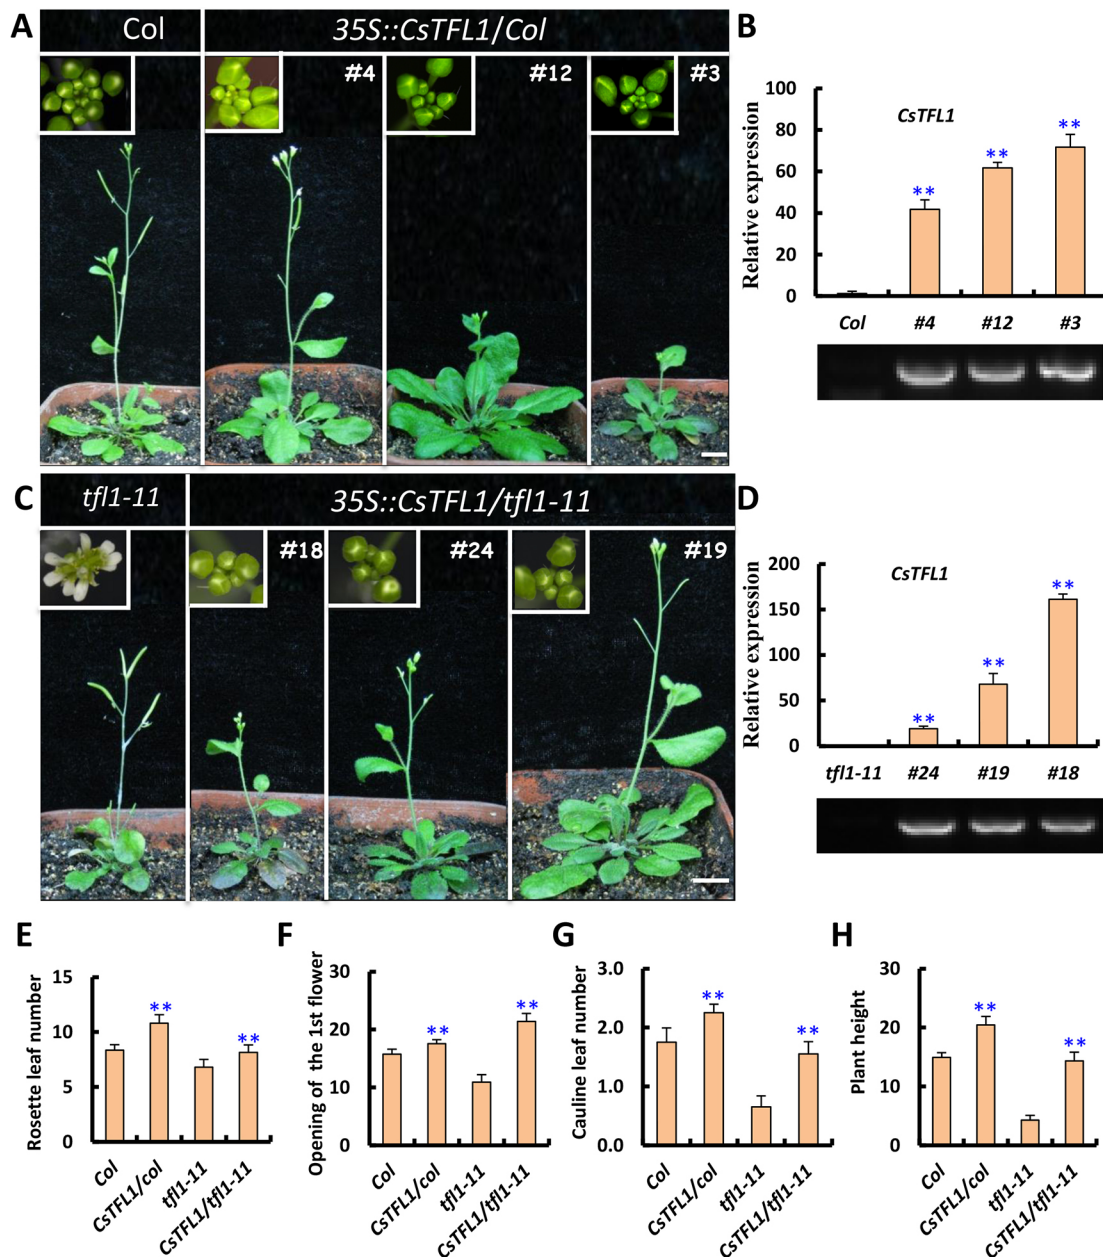 A
Col
35S::CsTFL1/Col
#4
#12
#3
B
Relative expression
100
80
60
40
20
0
CsTFL1
**
**
**
Col
#4
#12
#3
C
tfl1-11
35S::CsTFL1/tfl1-11
#18
#24
#19
D
Relative expression
200
150
100
50
0
CsTFL1
**
**
**
tfl1-11
#24
#19
#18
E
Rosette leaf number
15
10
5
0
**
**
Col
CsTFL1/col
tfl1-11
CsTFL1/tfl1-11
F
Opening of the 1st flower
30
20
10
0
**
**
Col
CsTFL1/col
tfl1-11
CsTFL1/tfl1-11
G
Cauline leaf number
3.0
2.0
1.0
0.0
**
**
Col
CsTFL1/col
tfl1-11
CsTFL1/tfl1-11
H
Plant height
30
20
10
0
**
**
Col
CsTFL1/col
tfl1-11
CsTFL1/tfl1-11